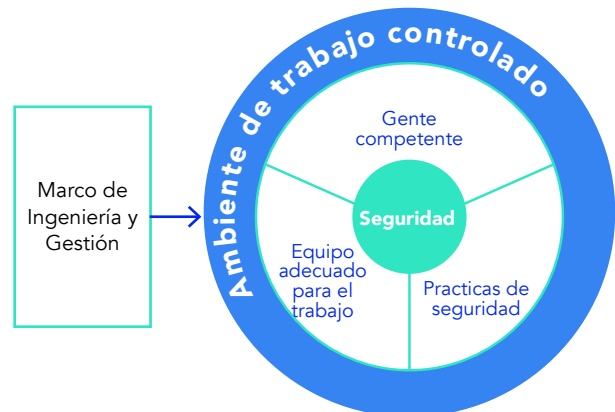 Ambiente de trabajo controlado
Gente
competente
Marco de
Ingeniería y
Gestión
Seguridad
Equipo
adecuado
para el
trabajo
Practicas de
seguridad